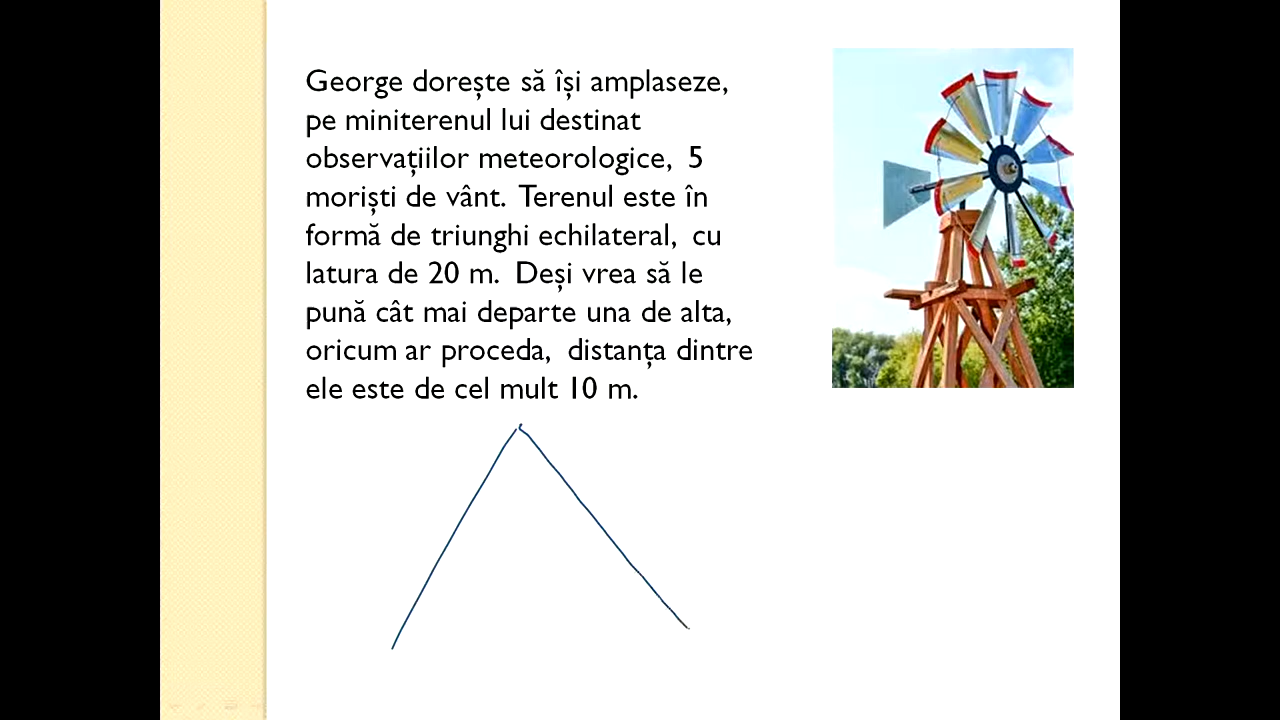 George dorește să își amplaseze,
pe miniterenul lui destinat
observațiilor meteorologice, 5
moriști de vânt. Terenul este în
formă de triunghi echilateral, cu
latura de 20 m. Deși vrea să le
pună cât mai departe una de alta,
oricum ar proceda, distanța dintre
ele este de cel mult 10 m.